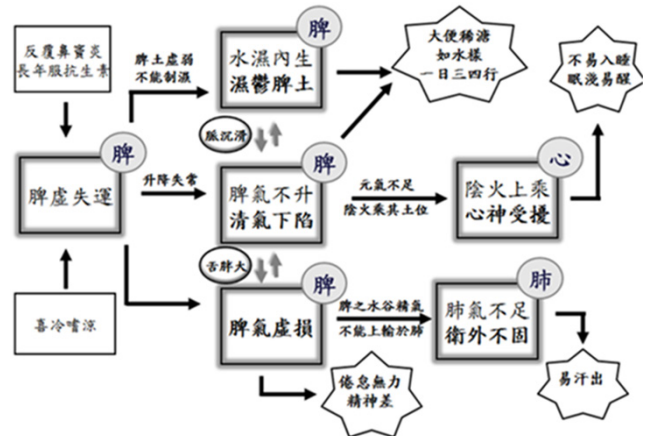 反覆鼻竇炎
長年服抗生素
脾
脾虛失運
喜冷嗜涼
脾土虛弱
不能制濕
脾
水濕內生
濕鬱脾土
大便稀溏
如水樣
一日三四行
脈沉滑
升降失常
脾
脾氣不升
清氣下陷
元氣不足
陰火乘其土位
心
陰火上乘
心神受擾
不易入睡
眠淺易醒
舌胖大
脾
脾氣虛損
脾之水谷精氣
不能上輸於肺
肺
肺氣不足
衛外不固
易汗出
倦怠無力
精神差